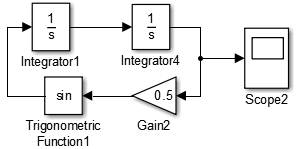 1
s
Integrator1
1
s
Integrator4
Scope2
sin
Trigonometric
Function1
0.5
Gain2